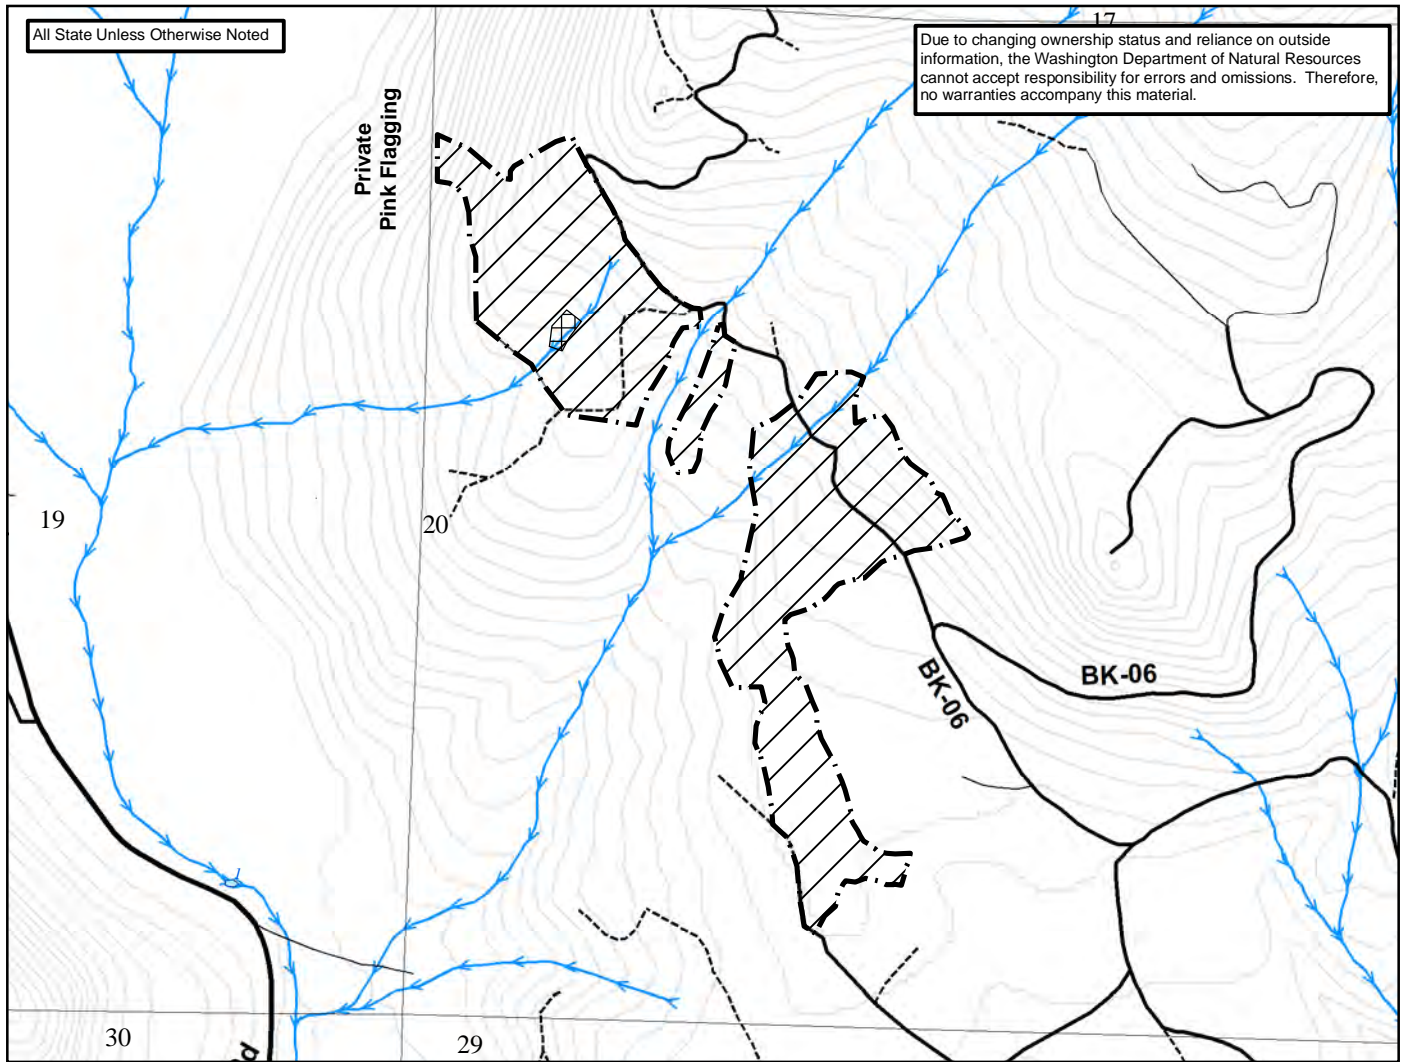 All State Unless Otherwise Noted
17
Due to changing ownership status and reliance on outside
information, the Washington Department of Natural Resources
cannot accept responsibility for errors and omissions.  Therefore,
no warranties accompany this material.
Private
Pink Flagging
19
20
BK-06
BK-06
30
29